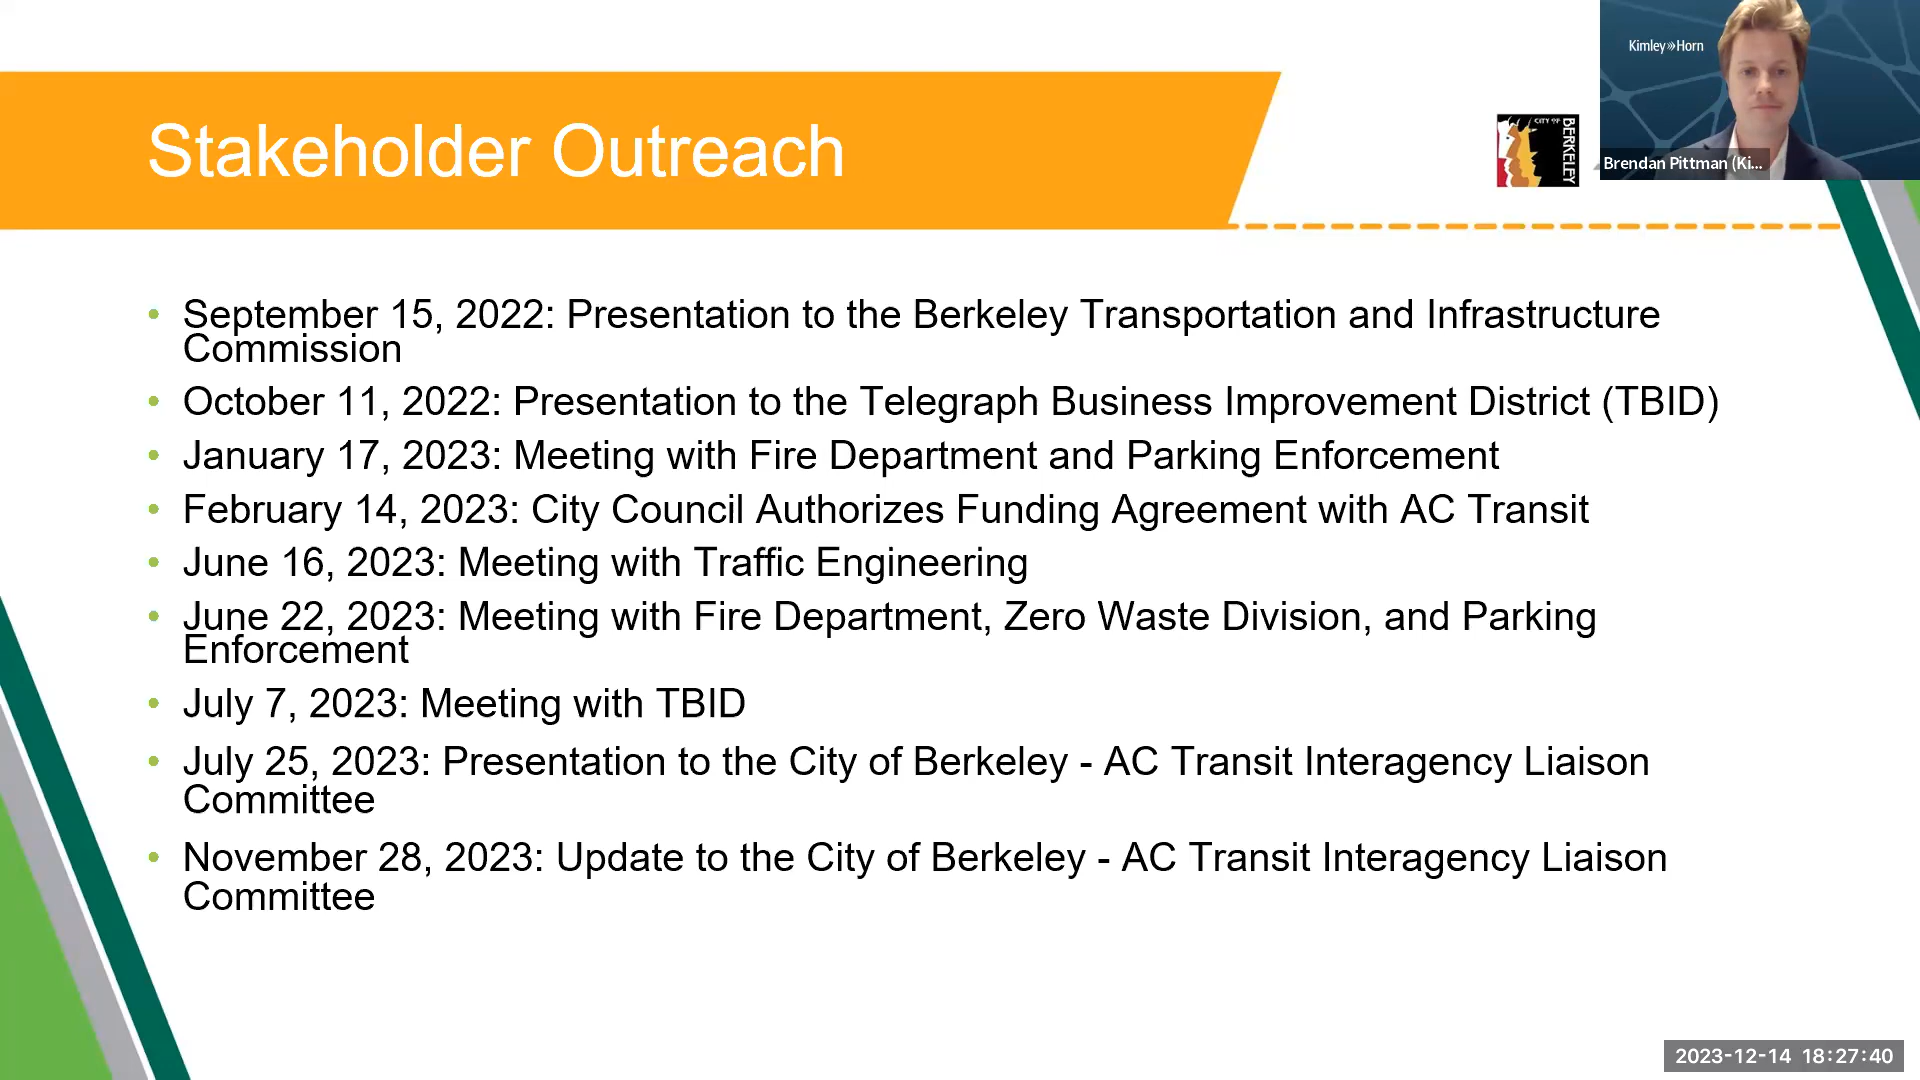 Kimley»Horn
Stakeholder Outreach
CITY OF
BERKELEY
Brendan Pittman (Ki...
• September 15, 2022: Presentation to the Berkeley Transportation and Infrastructure
Commission
• October 11, 2022: Presentation to the Telegraph Business Improvement District (TBID)
• January 17, 2023: Meeting with Fire Department and Parking Enforcement
• February 14, 2023: City Council Authorizes Funding Agreement with AC Transit
• June 16, 2023: Meeting with Traffic Engineering
• June 22, 2023: Meeting with Fire Department, Zero Waste Division, and Parking
Enforcement
• July 7, 2023: Meeting with TBID
• July 25, 2023: Presentation to the City of Berkeley - AC Transit Interagency Liaison
Committee
• November 28, 2023: Update to the City of Berkeley - AC Transit Interagency Liaison
Committee
2023-12-14 18:27:40